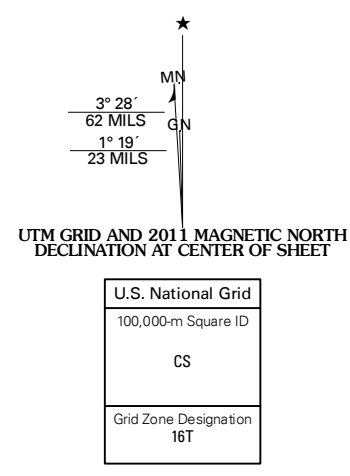 ★
MN
3° 28´
62 MILS
GN
1° 19´
23 MILS
UTM GRID AND 2011 MAGNETIC NORTH
DECLINATION AT CENTER OF SHEET
U.S. National Grid
100,000-m Square ID
CS
Grid Zone Designation
16T